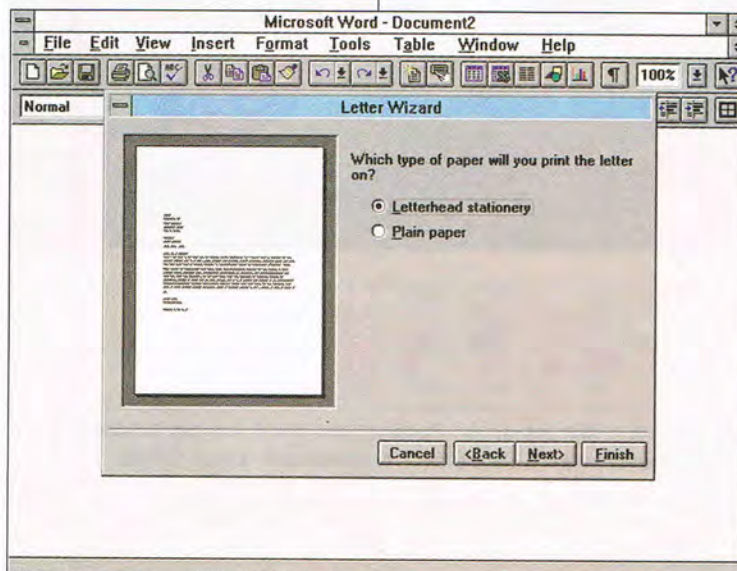 Microsoft Word - Document2
File Edit View Insert Format Tools Table Window Help
ABC
100%
Normal
Letter Wizard
Which type of paper will you print the letter
on?
Letterhead stationery
Plain paper
Cancel <Back Next> Finish